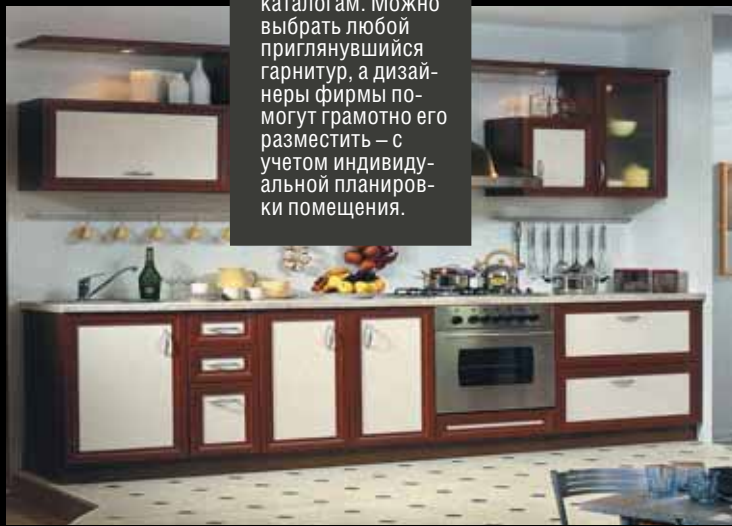 каталогам. Можно
выбрать любой
приглянувшийся
гарнитур, а дизай-
неры фирмы по-
могут грамотно его
разместить – с
учетом индивиду-
альной планиров-
ки помещения.